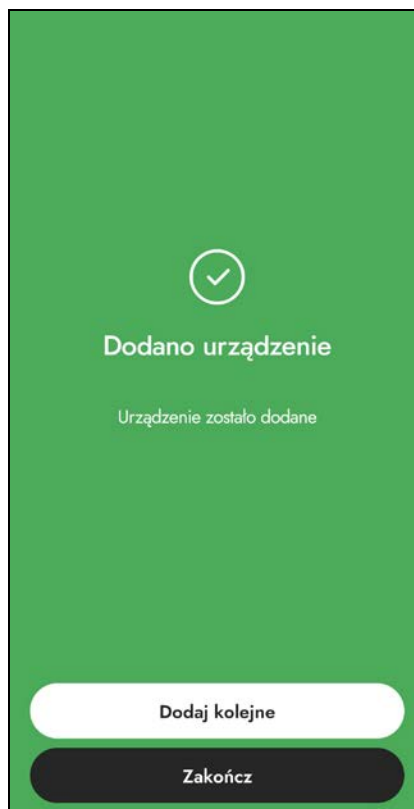 Dodano urządzenie
Urządzenie zostało dodane
Dodaj kolejne
Zakończ